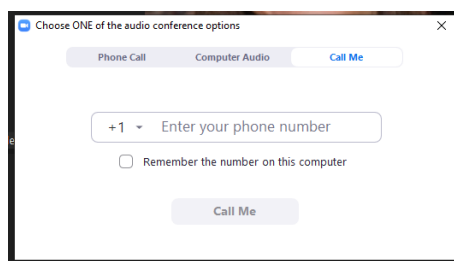 Choose ONE of the audio conference options
Phone Call Computer Audio Call Me
+1 Enter your phone number
Remember the number on this computer
Call Me